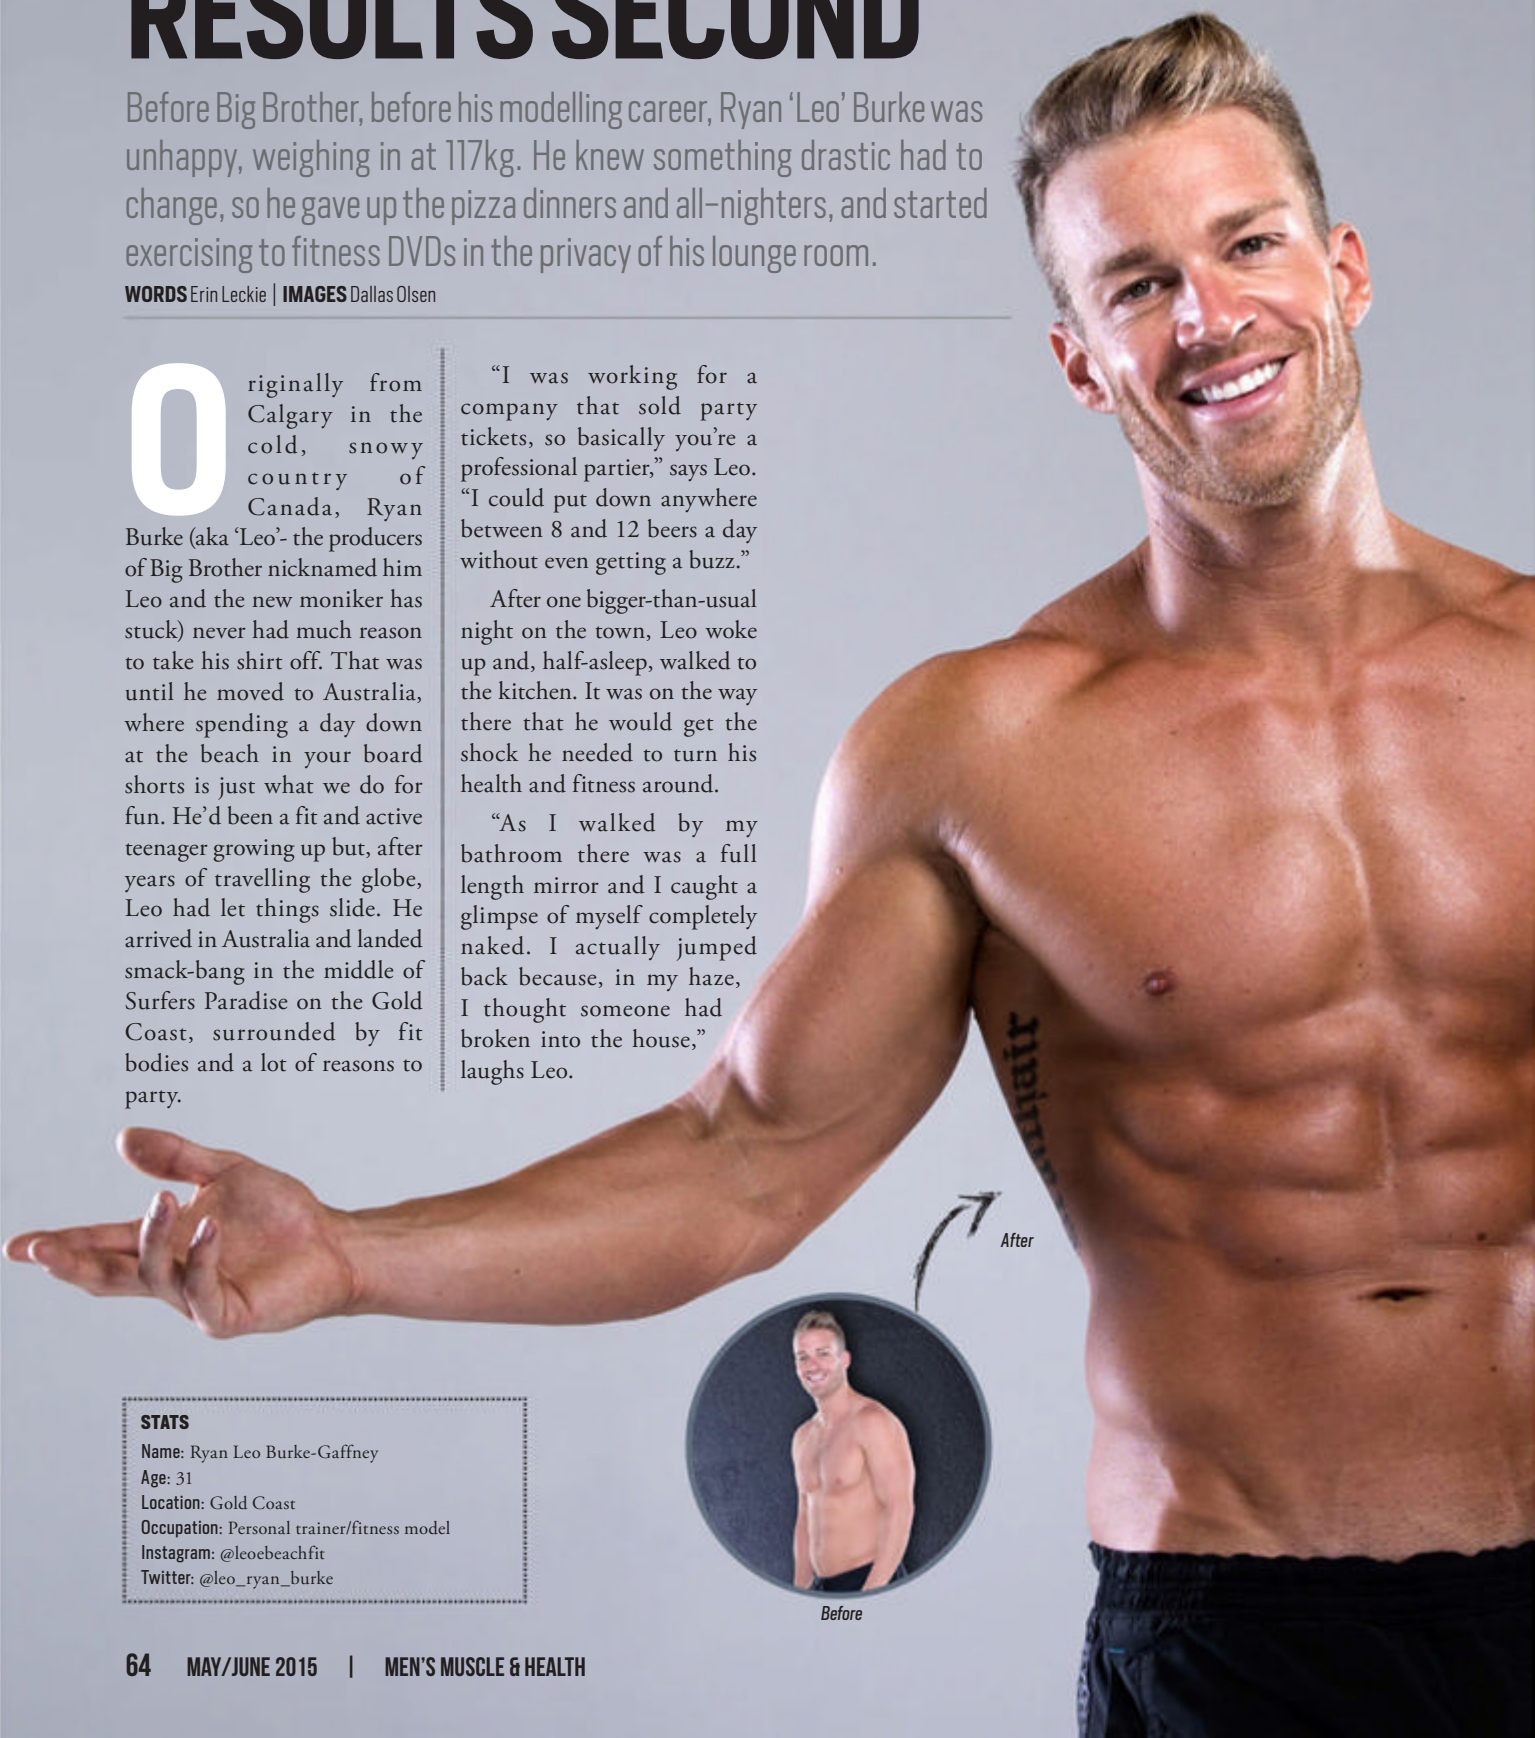 RESULTS SECOND
Before Big Brother, before his modelling career, Ryan ‘Leo’ Burke was
unhappy, weighing in at 117kg. He knew something drastic had to
change, so he gave up the pizza dinners and all-nighters, and started
exercising to fitness DVDs in the privacy of his lounge room.
WORDS Erin Leckie | IMAGES Dallas Olsen
Originally from
Calgary in the
cold, snowy
country of
Canada, Ryan
Burke (aka ‘Leo’- the producers
of Big Brother nicknamed him
Leo and the new moniker has
stuck) never had much reason
to take his shirt off. That was
until he moved to Australia,
where spending a day down
at the beach in your board
shorts is just what we do for
fun. He’d been a fit and active
teenager growing up but, after
years of travelling the globe,
Leo had let things slide. He
arrived in Australia and landed
smack-bang in the middle of
Surfers Paradise on the Gold
Coast, surrounded by fit
bodies and a lot of reasons to
party.
“I was working for a
company that sold party
tickets, so basically you’re a
professional partier,” says Leo.
“I could put down anywhere
between 8 and 12 beers a day
without even getting a buzz.”
After one bigger-than-usual
night on the town, Leo woke
up and, half-asleep, walked to
the kitchen. It was on the way
there that he would get the
shock he needed to turn his
health and fitness around.
“As I walked by my
bathroom there was a full
length mirror and I caught a
glimpse of myself completely
naked. I actually jumped
back because, in my haze,
I thought someone had
broken into the house,”
laughs Leo.
After
Before
STATS
Name: Ryan Leo Burke-Gaffney
Age: 31
Location: Gold Coast
Occupation: Personal trainer/fitness model
Instagram: @leoebeachfit
Twitter: @leo_ryan_burke
64 MAY/JUNE 2015 | MEN’S MUSCLE & HEALTH